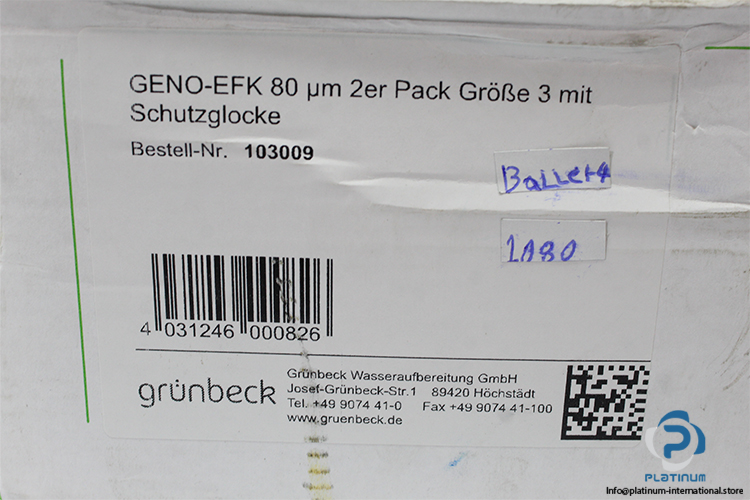 GENO-EFK 80 µm 2er Pack Größe 3 mit
Schutzglocke
Bestell-Nr. 103009
4 031246 000826
grünbeck
Grünbeck Wasseraufbereitung GmbH
Josef-Grünbeck-Str.1 89420 Höchstädt
Tel. +49 9074 41-0 Fax +49 9074 41-100
www.gruenbeck.de
PLATINUM
Info@platinum-international.store